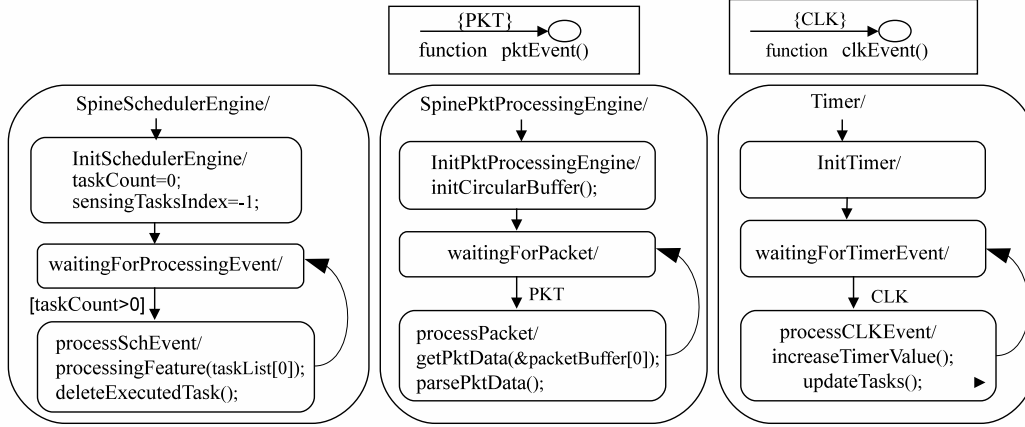 {PKT}
function pktEvent()
{CLK}
function clkEvent()
SpineSchedulerEngine/
InitSchedulerEngine/
taskCount=0;
sensingTasksIndex=-1;
waitingForProcessingEvent/
[taskCount>0]
processSchEvent/
processingFeature(taskList[0]);
deleteExecutedTask();
SpinePktProcessingEngine/
InitPktProcessingEngine/
initCircularBuffer();
waitingForPacket/
PKT
processPacket/
getPktData(&packetBuffer[0]);
parsePktData();
Timer/
InitTimer/
waitingForTimerEvent/
CLK
processCLKEvent/
increaseTimerValue();
updateTasks();